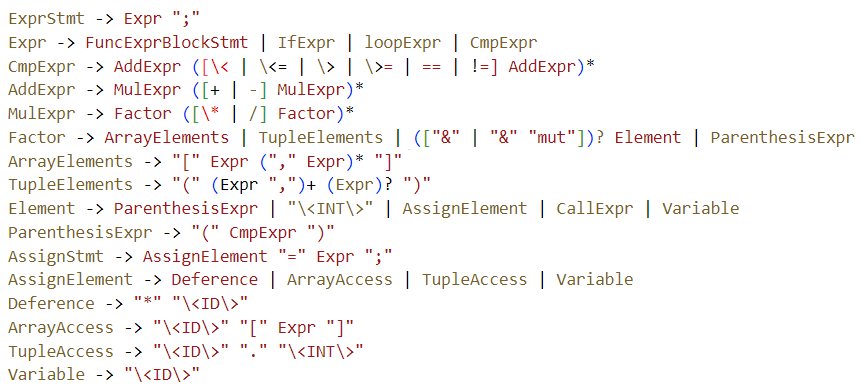 ExprStmt -> Expr ";"
Expr -> FuncExprBlockStmt | IfExpr | loopExpr | CmpExpr
CmpExpr -> AddExpr ([\< | \<= | \> | \>= | == | !=] AddExpr)*
AddExpr -> MulExpr ([+ | -] MulExpr)*
MulExpr -> Factor ([\* | /] Factor)*
Factor -> ArrayElements | TupleElements | (["&" | "&" "mut"])? Element | ParenthesisExpr
ArrayElements -> "[" Expr ("," Expr)* "]"
TupleElements -> "(" (Expr ",")+ (Expr)? ")"
Element -> ParenthesisExpr | "\<INT\>" | AssignElement | CallExpr | Variable
ParenthesisExpr -> "(" CmpExpr ")"
AssignStmt -> AssignElement "=" Expr ";"
AssignElement -> Deference | ArrayAccess | TupleAccess | Variable
Deference -> "*" "\<ID\>"
ArrayAccess -> "\<ID\>" "[" Expr "]"
TupleAccess -> "\<ID\>" "." "\<INT\>"
Variable -> "\<ID\>"